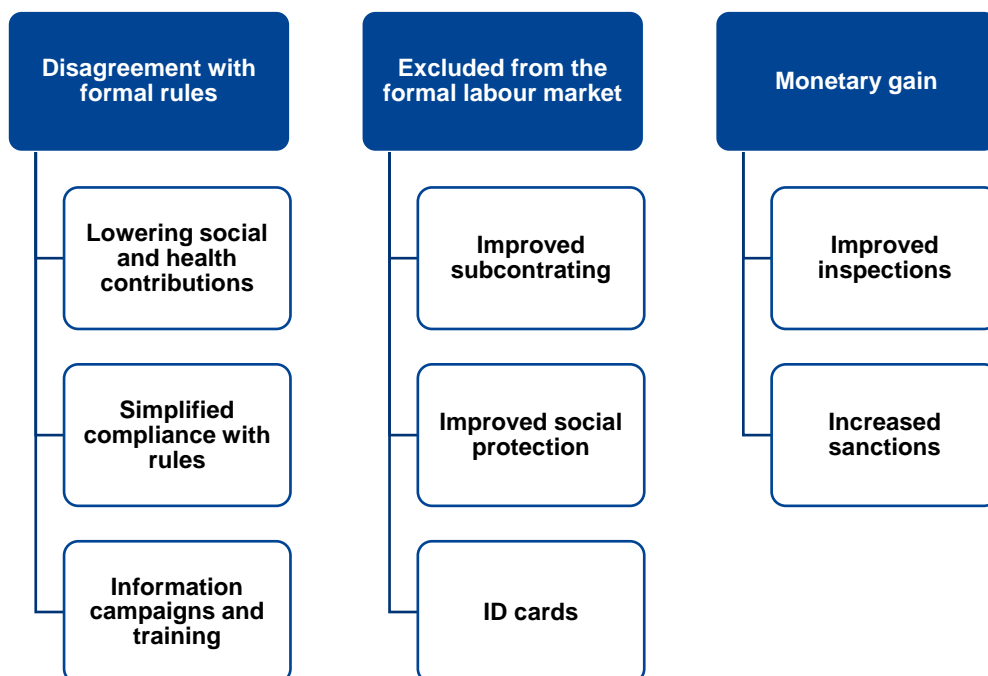 Disagreement with
formal rules
Lowering social
and health
contributions
Simplified
compliance with
rules
Information
campaigns and
training
Excluded from the
formal labour market
Improved
subcontrating
Improved social
protection
ID cards
Monetary gain
Improved
inspections
Increased
sanctions